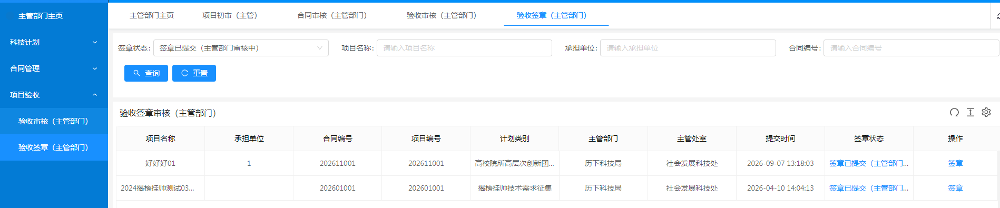 主管部门主页
科技计划
合同管理
项目验收
验收审核（主管部门）
验收签章（主管部门）
主管部门主页 项目初审（主管） 合同审核（主管部门） 验收审核（主管部门） 验收签章（主管部门）
签章状态: 签章已提交（主管部门审核中） 项目名称: 请输入项目名称 承担单位: 请输入承担单位 合同编号: 请输入合同编号
查询 重置
验收签章审核（主管部门）
项目名称 承担单位 合同编号 项目编号 计划类别 主管部门 主管处室 提交时间 签章状态 操作
好好好01 1 202611001 202611001 高校院所高层次创新团... 历下科技局 社会发展科技处 2026-09-07 13:18:03 签章已提交（主管部门... 签章
2024揭榜挂帅测试03... 202601001 202601001 揭榜挂帅技术需求征集 历下科技局 社会发展科技处 2026-04-10 14:04:13 签章已提交（主管部门... 签章